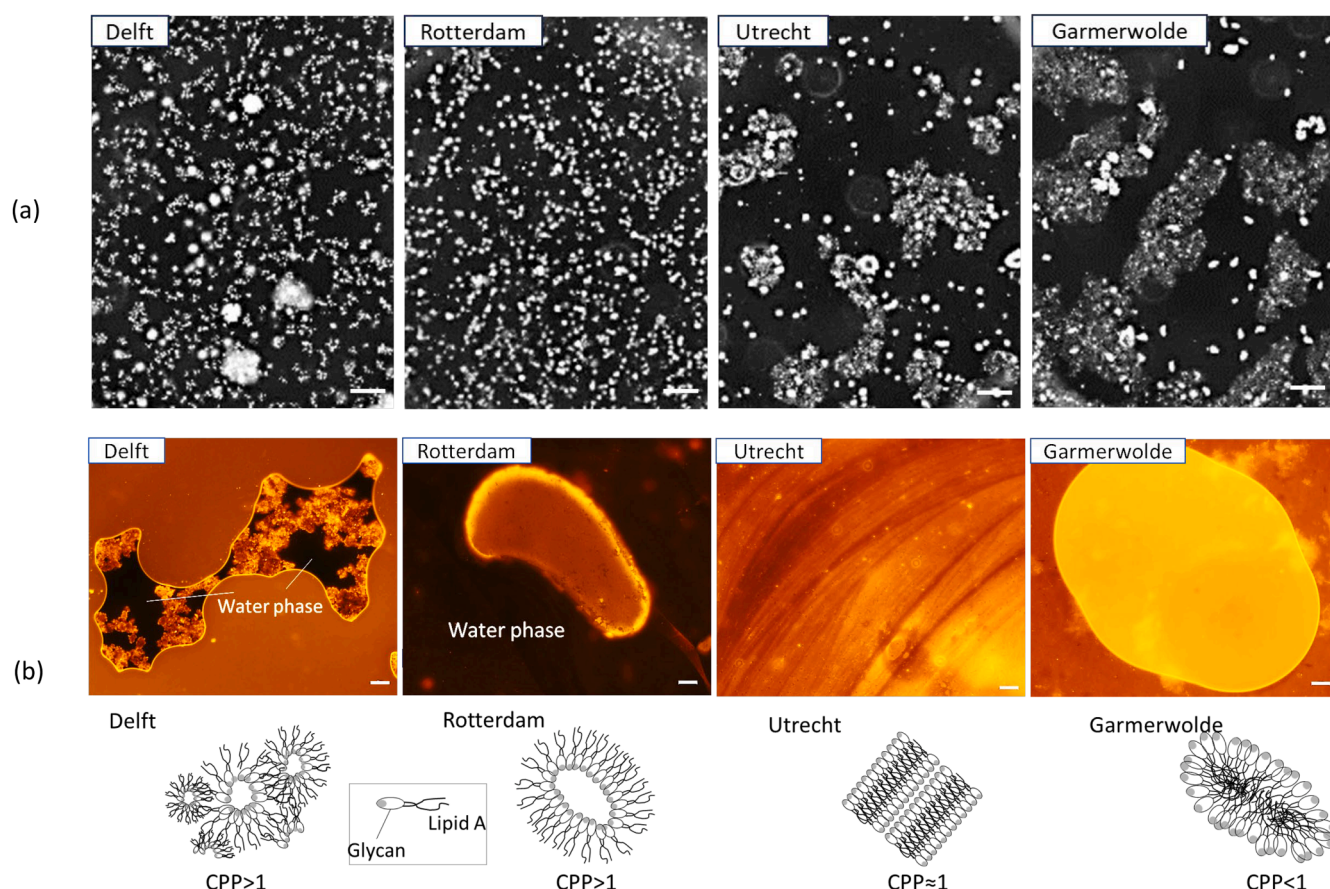 Delft
Rotterdam
Utrecht
Garmerwolde
(a)
Delft
Rotterdam
Utrecht
Garmerwolde
Water phase
Water phase
(b)
Delft
Rotterdam
Utrecht
Garmerwolde
Lipid A
Glycan
CPP>1
CPP>1
CPP≈1
CPP<1